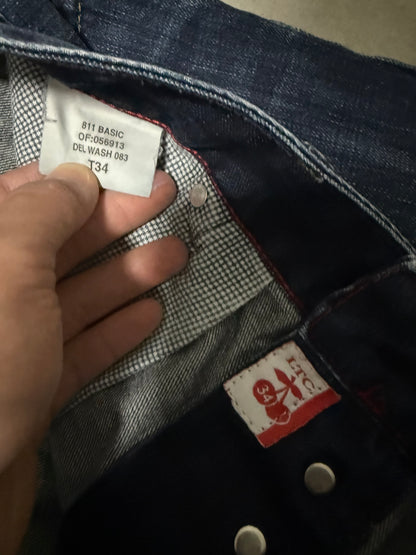 811 BASIC
OF:056913
DEL WASH 083
T34
LTC
34